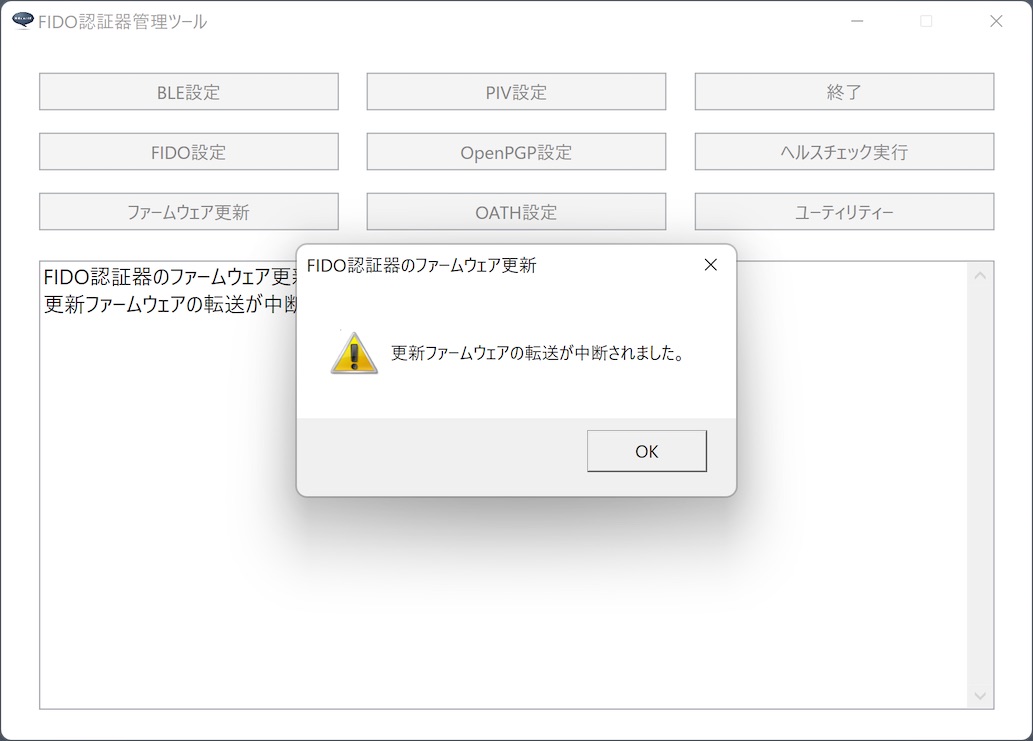 FIDO認証器管理ツール
BLE設定
PIV設定
終了
FIDO設定
OpenPGP設定
ヘルスチェック実行
ファームウェア更新
OATH設定
ユーティリティー
FIDO認証器のファームウェア更
更新ファームウェアの転送が中断
FIDO認証器のファームウェア更新
更新ファームウェアの転送が中断されました。
OK